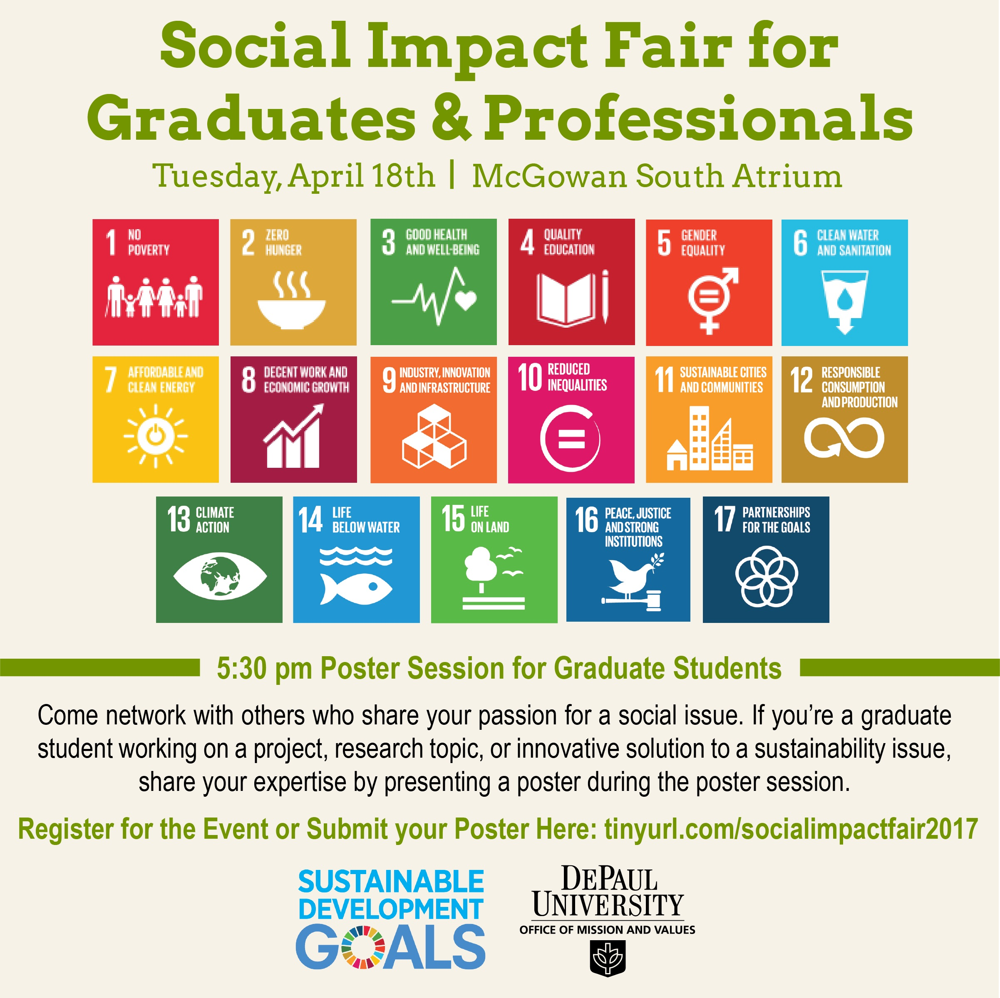 Social Impact Fair for
Graduates & Professionals
Tuesday, April 18th | McGowan South Atrium
1 NO
POVERTY
2 ZERO
HUNGER
3 GOOD HEALTH
AND WELL-BEING
4 QUALITY
EDUCATION
5 GENDER
EQUALITY
6 CLEAN WATER
AND SANITATION
7 AFFORDABLE AND
CLEAN ENERGY
8 DECENT WORK AND
ECONOMIC GROWTH
9 INDUSTRY, INNOVATION
AND INFRASTRUCTURE
10 REDUCED
INEQUALITIES
11 SUSTAINABLE CITIES
AND COMMUNITIES
12 RESPONSIBLE
CONSUMPTION
AND PRODUCTION
13 CLIMATE
ACTION
14 LIFE
BELOW WATER
15 LIFE
ON LAND
16 PEACE, JUSTICE
AND STRONG
INSTITUTIONS
17 PARTNERSHIPS
FOR THE GOALS
5:30 pm Poster Session for Graduate Students
Come network with others who share your passion for a social issue. If you’re a graduate
student working on a project, research topic, or innovative solution to a sustainability issue,
share your expertise by presenting a poster during the poster session.
Register for the Event or Submit your Poster Here: tinyurl.com/socialimpactfair2017
SUSTAINABLE
DEVELOPMENT
GOALS
DEPAUL
UNIVERSITY
OFFICE OF MISSION AND VALUES